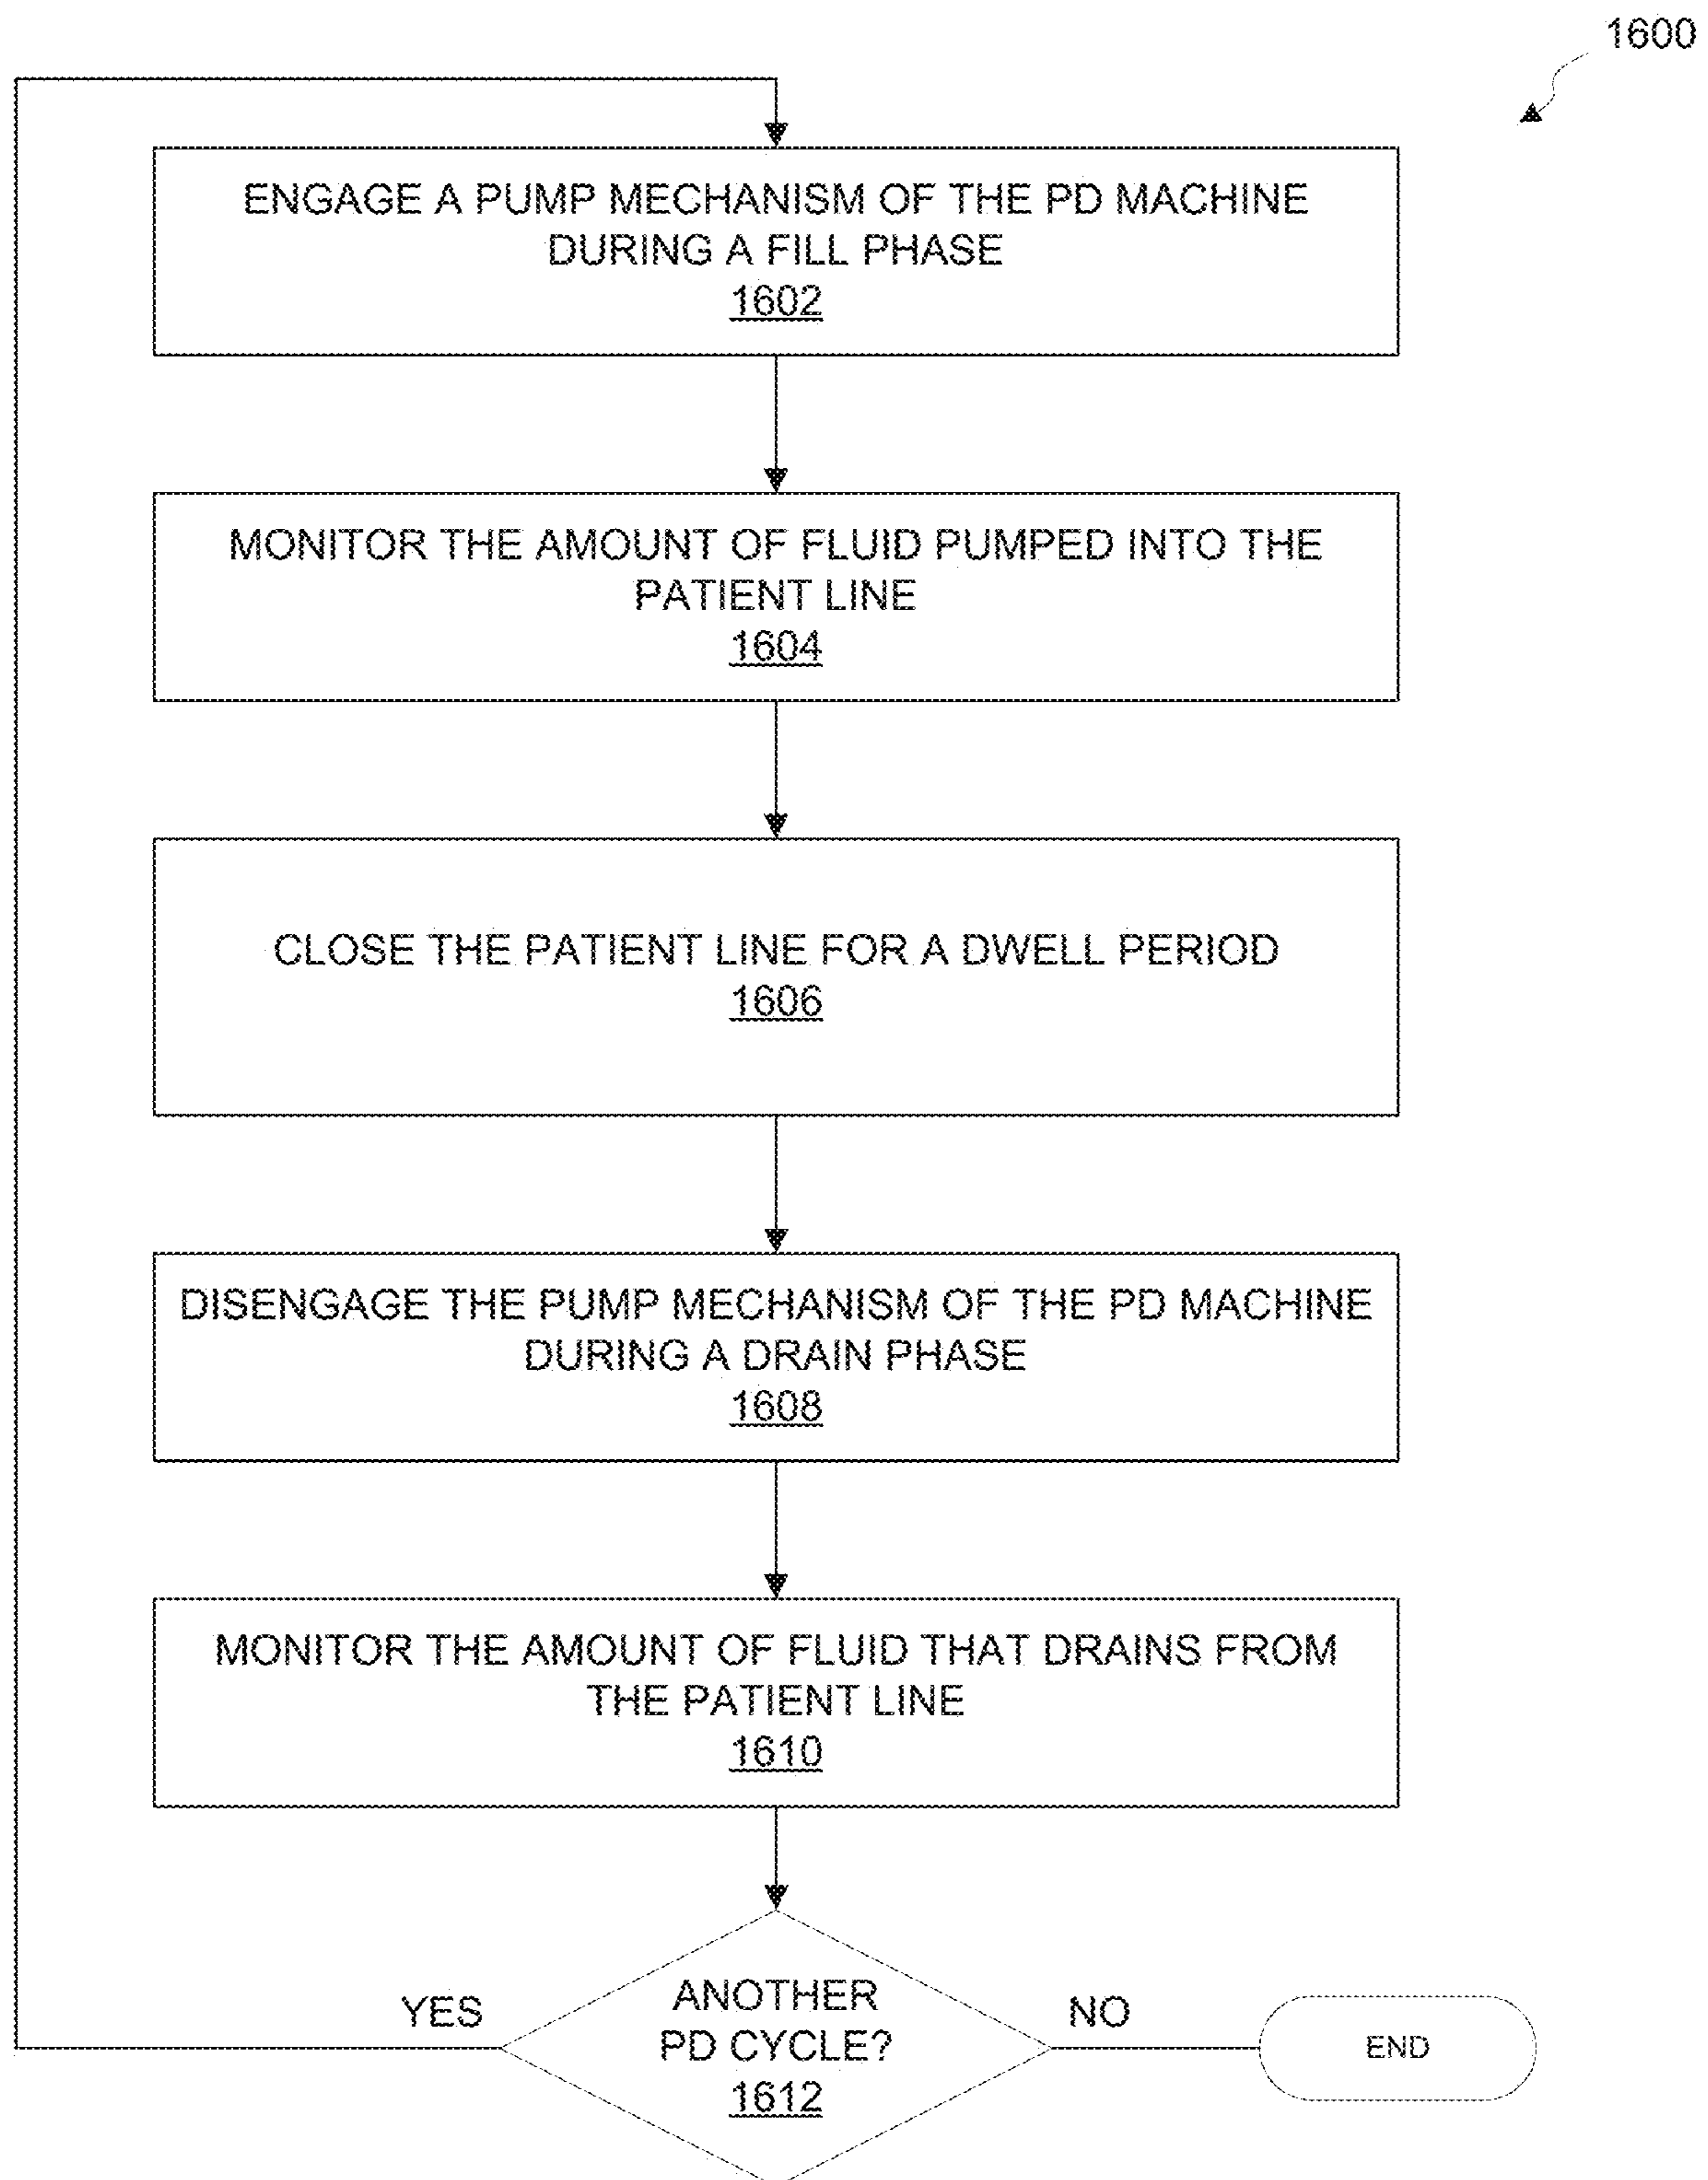 1600
ENGAGE A PUMP MECHANISM OF THE PD MACHINE
DURING A FILL PHASE
1602
MONITOR THE AMOUNT OF FLUID PUMPED INTO THE
PATIENT LINE
1604
CLOSE THE PATIENT LINE FOR A DWELL PERIOD
1606
DISENGAGE THE PUMP MECHANISM OF THE PD MACHINE
DURING A DRAIN PHASE
1608
MONITOR THE AMOUNT OF FLUID THAT DRAINS FROM
THE PATIENT LINE
1610
ANOTHER
PD CYCLE?
1612
YES
NO
END